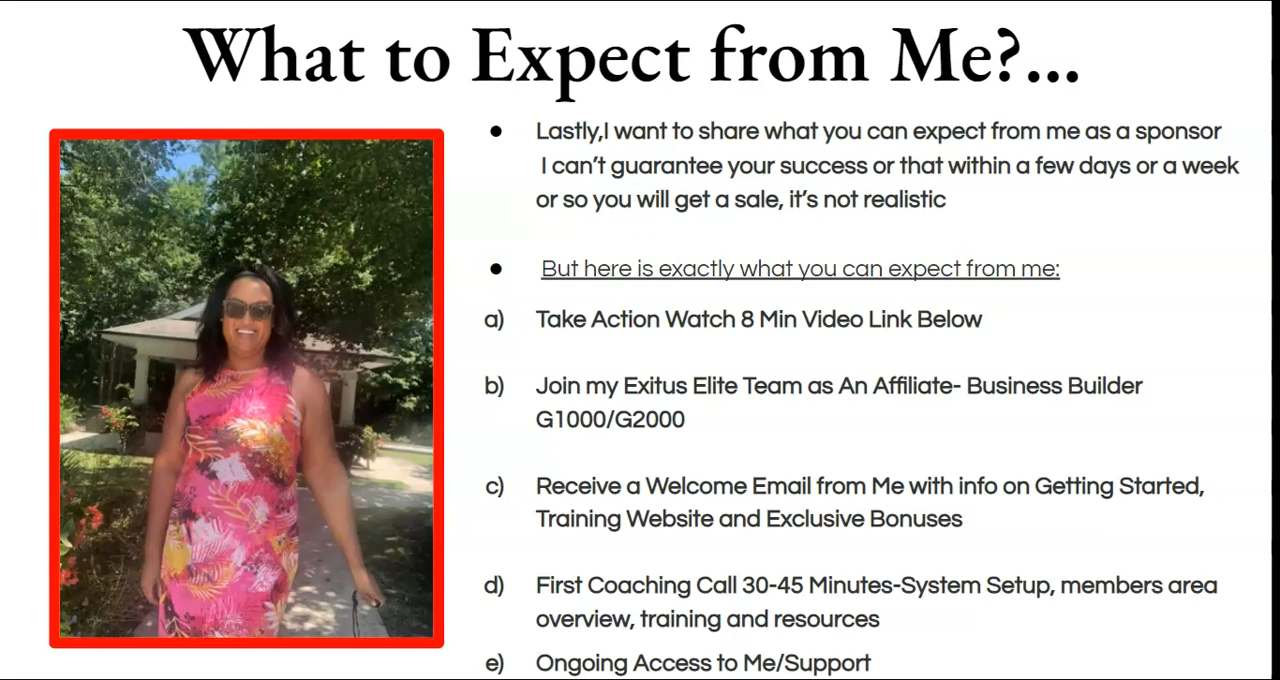 What to Expect from Me?...
● Lastly,I want to share what you can expect from me as a sponsor
I can't guarantee your success or that within a few days or a week
or so you will get a sale, it's not realistic
● But here is exactly what you can expect from me:
a) Take Action Watch 8 Min Video Link Below
b) Join my Exitus Elite Team as An Affiliate- Business Builder
G1000/G2000
c) Receive a Welcome Email from Me with info on Getting Started,
Training Website and Exclusive Bonuses
d) First Coaching Call 30-45 Minutes-System Setup, members area
overview, training and resources
e) Ongoing Access to Me/Support